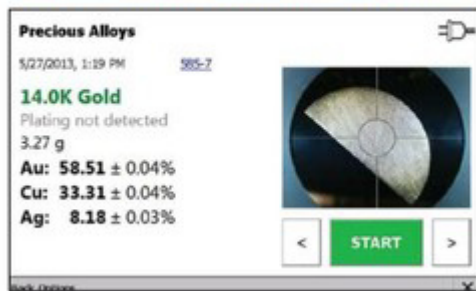 Precious Alloys
5/27/2013, 1:19 PM 585-7
14.0K Gold
Plating not detected
3.27 g
Au: 58.51 ± 0.04%
Cu: 33.31 ± 0.04%
Ag: 8.18 ± 0.03%
< START >
Back Options X